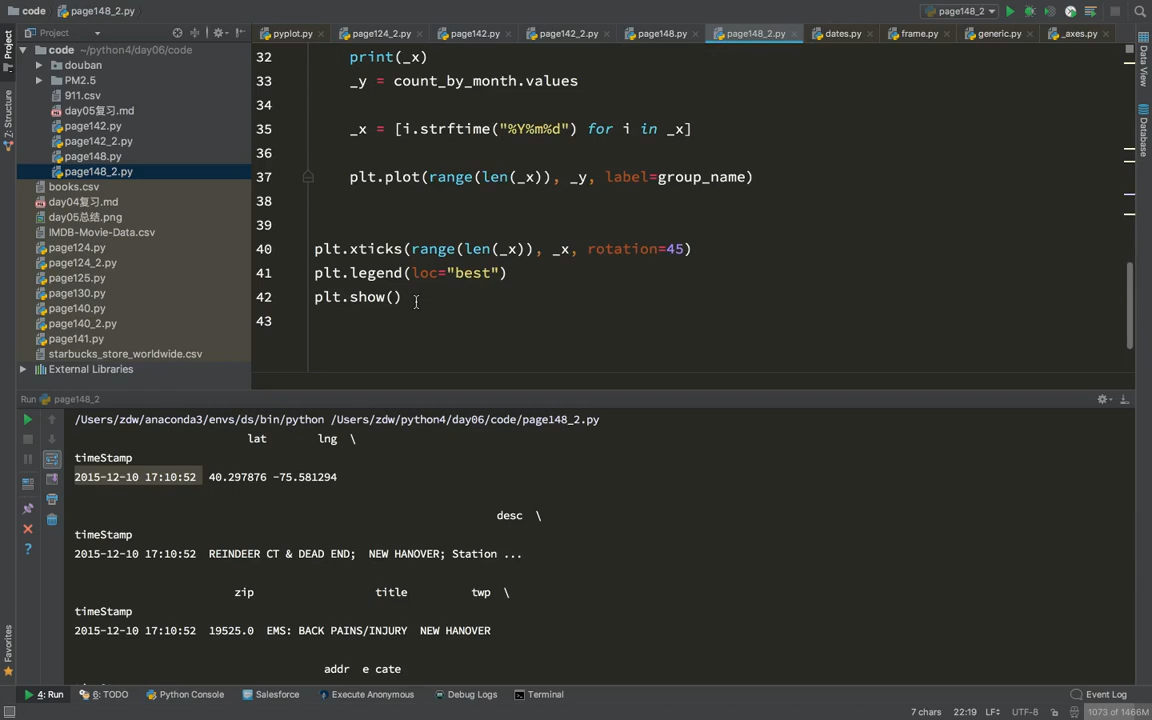 code page148_2.py
page148_2
Project
pyplot.py page124_2.py page142.py page142_2.py page148.py page148_2.py dates.py frame.py generic.py _axes.py
1: Project
Z: Structure
Favorites
Data View
Database
code ~/python4/day06/code
douban
PM2.5
911.csv
day05复习.md
page142.py
page142_2.py
page148.py
page148_2.py
books.csv
day04复习.md
day05总结.png
IMDB-Movie-Data.csv
page124.py
page124_2.py
page125.py
page130.py
page140.py
page140_2.py
page141.py
starbucks_store_worldwide.csv
External Libraries
32 print(_x)
33 _y = count_by_month.values
34
35 _x = [i.strftime("%Y%m%d") for i in _x]
36
37 plt.plot(range(len(_x)), _y, label=group_name)
38
39
40 plt.xticks(range(len(_x)), _x, rotation=45)
41 plt.legend(loc="best")
42 plt.show()
43
Run page148_2
/Users/zdw/anaconda3/envs/ds/bin/python /Users/zdw/python4/day06/code/page148_2.py
lat lng \
timeStamp
2015-12-10 17:10:52 40.297876 -75.581294
desc \
timeStamp
2015-12-10 17:10:52 REINDEER CT & DEAD END; NEW HANOVER; Station ...
zip title twp \
timeStamp
2015-12-10 17:10:52 19525.0 EMS: BACK PAINS/INJURY NEW HANOVER
addr e cate
4: Run 6: TODO Python Console Salesforce Execute Anonymous Debug Logs Terminal Event Log
7 chars 22:19 LF÷ UTF-8 1073 of 1466M